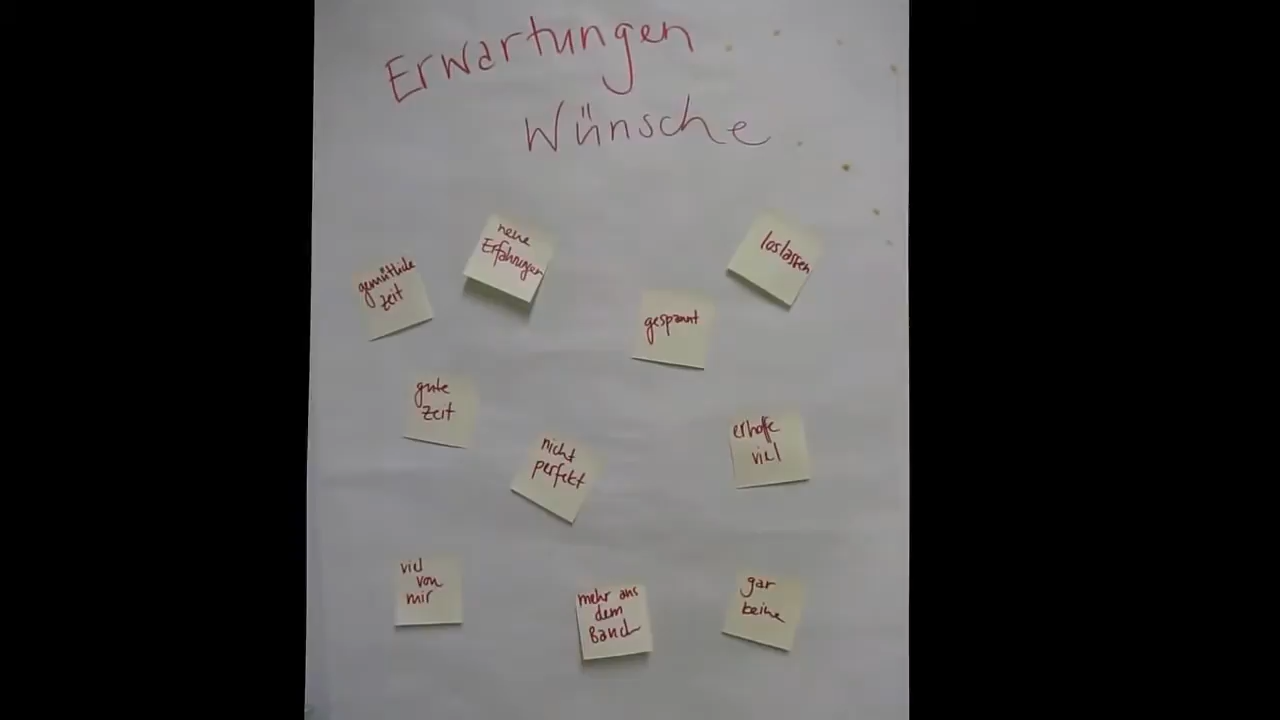 Erwartungen
Wünsche
neue
Erfahrungen
loslassen
gemütliche
zeit
gespannt
gute
zeit
nicht
perfekt
erhoffe
viel
viel
von
mir
mehr aus
dem
Bauch
gar
keine